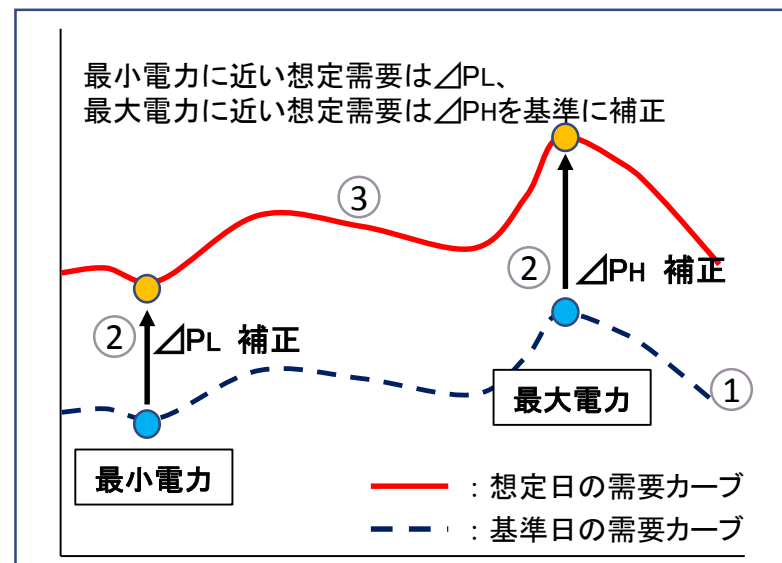 最小電力に近い想定需要は⊿PL、
最大電力に近い想定需要は⊿PHを基準に補正
③
②
⊿PH 補正
②
⊿PL 補正
①
最大電力
最小電力
：想定日の需要カーブ
：基準日の需要カーブ